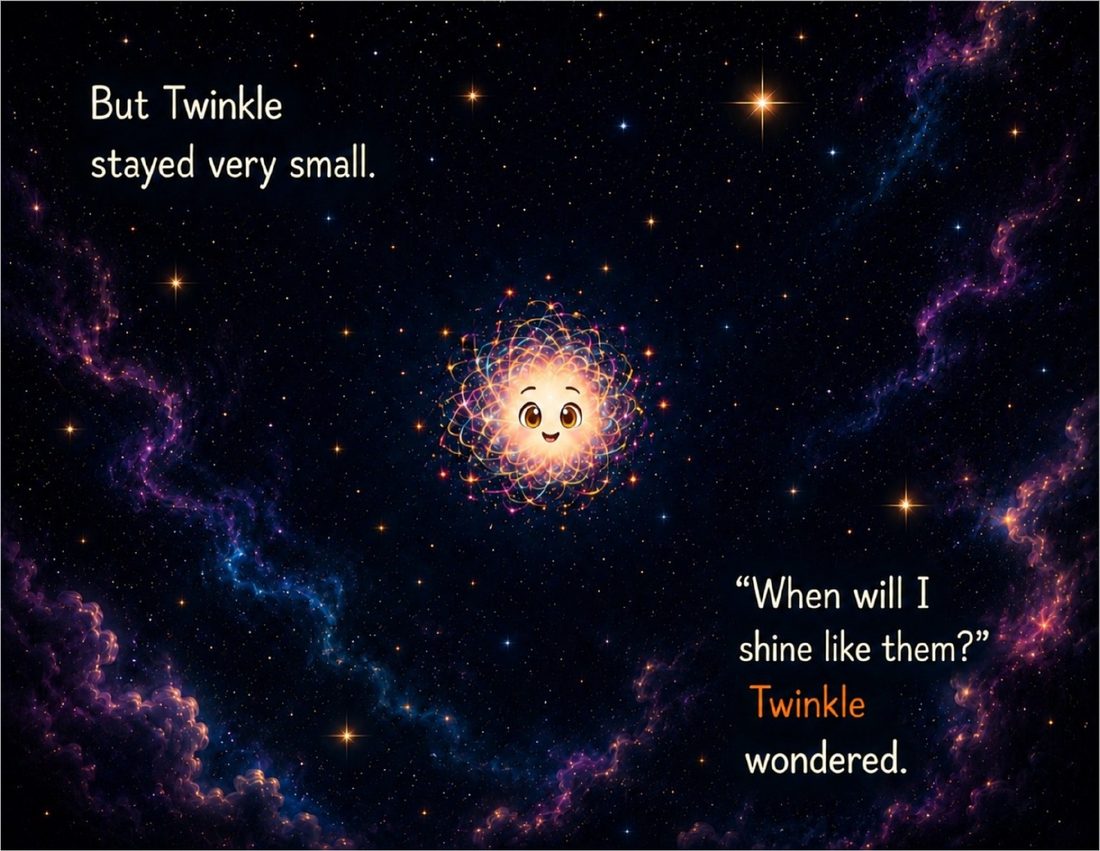 But Twinkle
stayed very small.
“When will I
shine like them?”
Twinkle
wondered.